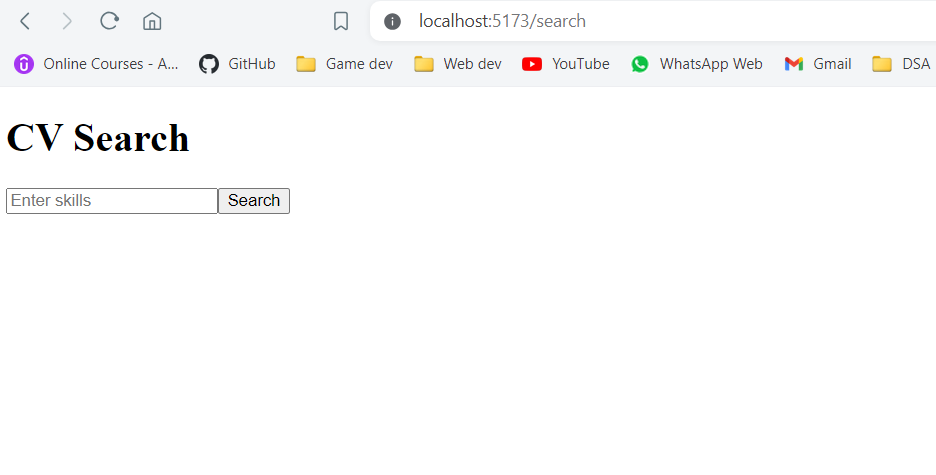 localhost:5173/search
Online Courses - A... GitHub Game dev Web dev YouTube WhatsApp Web Gmail DSA
CV Search
Enter skills Search